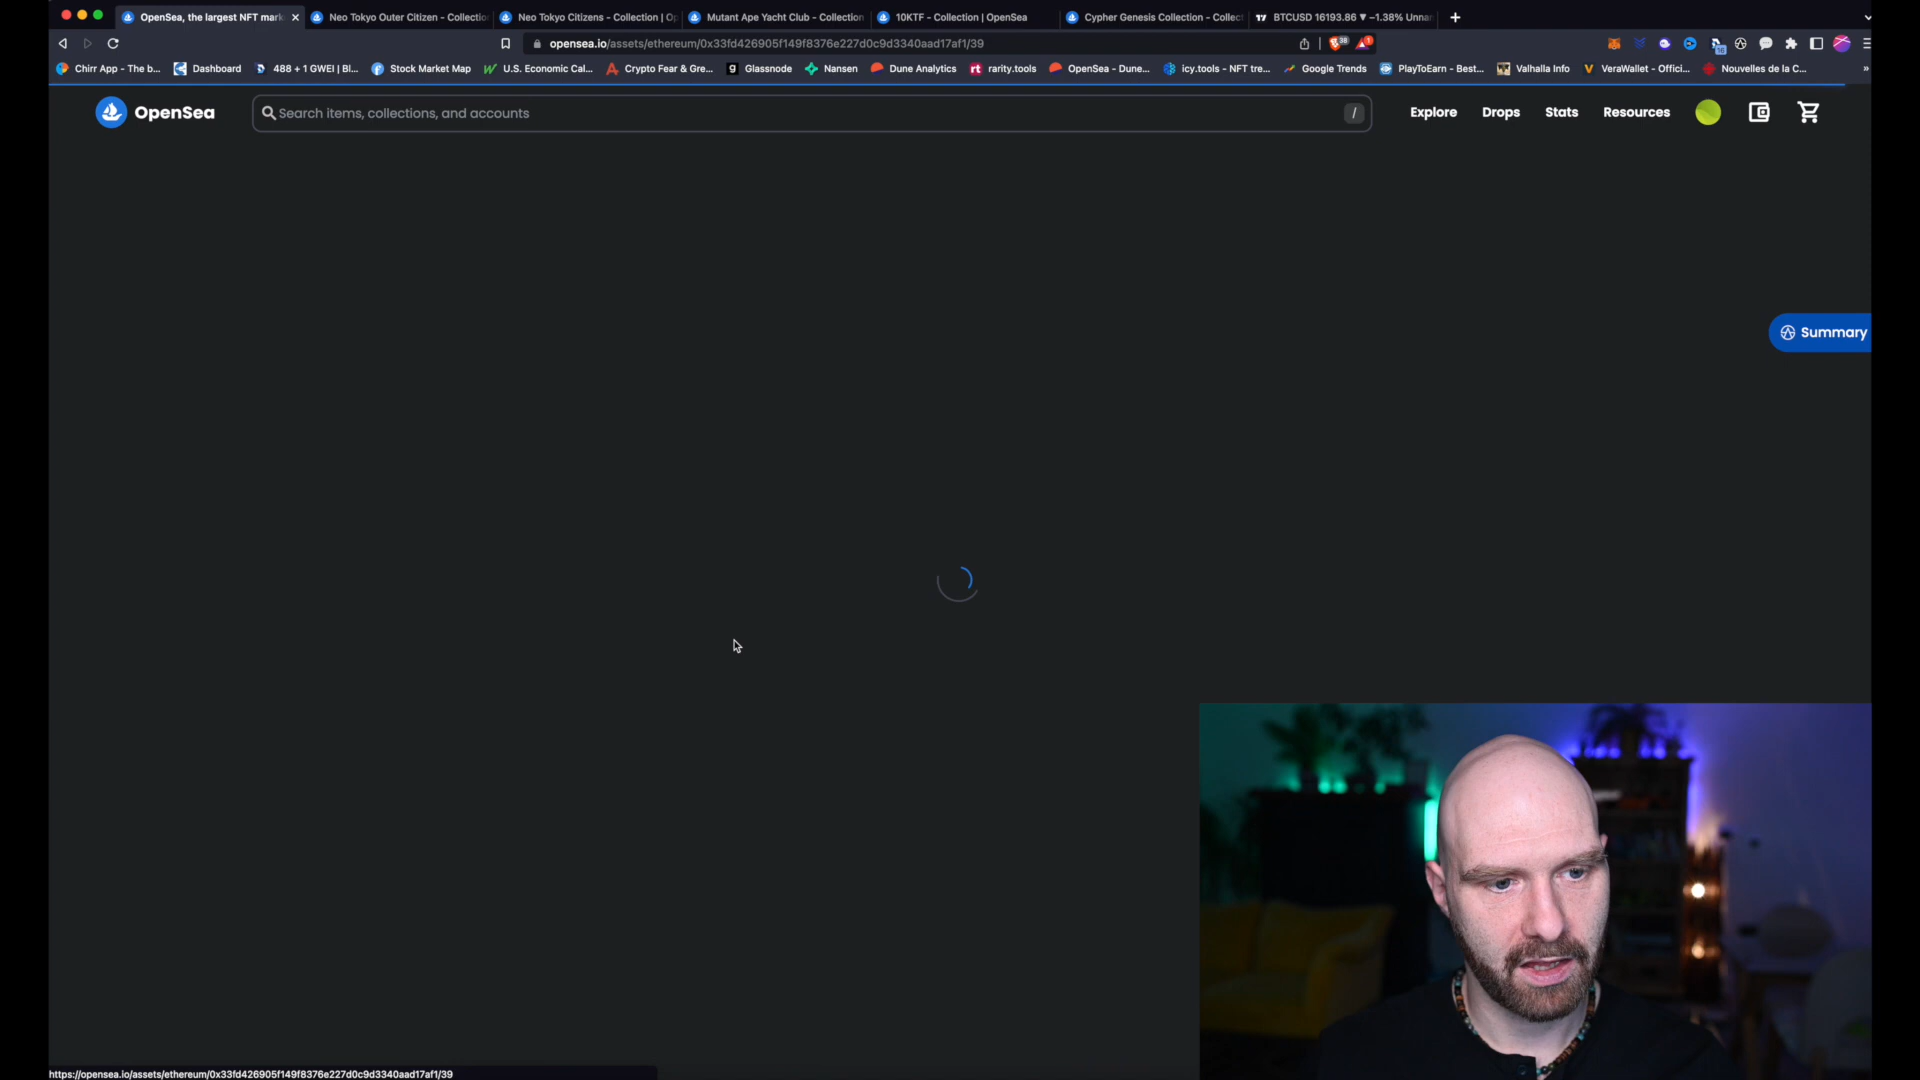 OpenSea, the largest NFT mark
Neo Tokyo Outer Citizen - Collectio
Neo Tokyo Citizens - Collection | Op
Mutant Ape Yacht Club - Collection
10KTF - Collection | OpenSea
Cypher Genesis Collection - Collect
BTCUSD 16193.86 ▼ −1.38% Unna
opensea.io/assets/ethereum/0x33fd426905f149f8376e227d0c9d3340aad17af1/39
Chirr App - The b...
Dashboard
488 + 1 GWEI | Bl...
Stock Market Map
U.S. Economic Cal...
Crypto Fear & Gre...
Glassnode
Nansen
Dune Analytics
rt rarity.tools
OpenSea - Dune...
icy.tools - NFT tre...
Google Trends
PlayToEarn - Best...
Valhalla Info
VeraWallet - Offici...
Nouvelles de la C...
OpenSea
Search items, collections, and accounts
/
Explore
Drops
Stats
Resources
Summary
https://opensea.io/assets/ethereum/0x33fd426905f149f8376e227d0c9d3340aad17af1/39